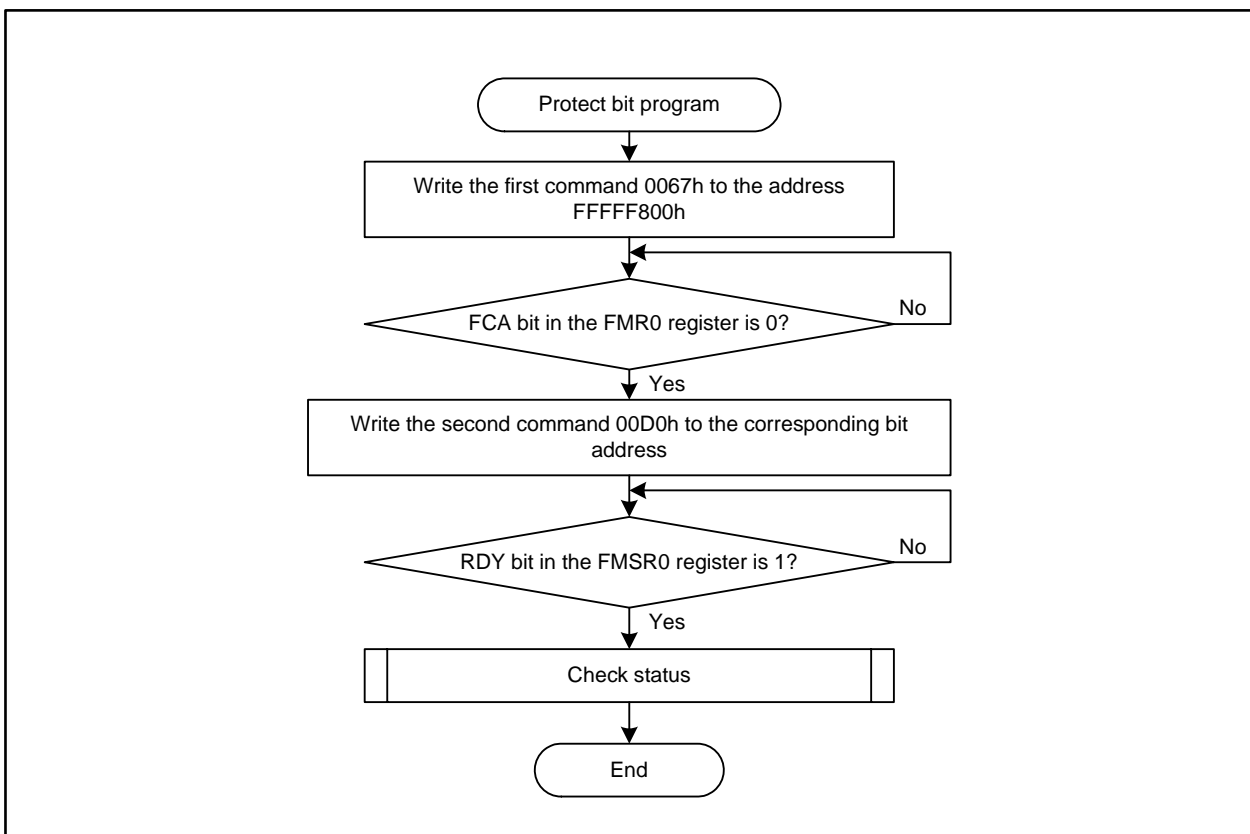 Protect bit program
Write the first command 0067h to the address
FFFFF800h
No
FCA bit in the FMR0 register is 0?
Yes
Write the second command 00D0h to the corresponding bit
address
No
RDY bit in the FMSR0 register is 1?
Yes
Check status
End